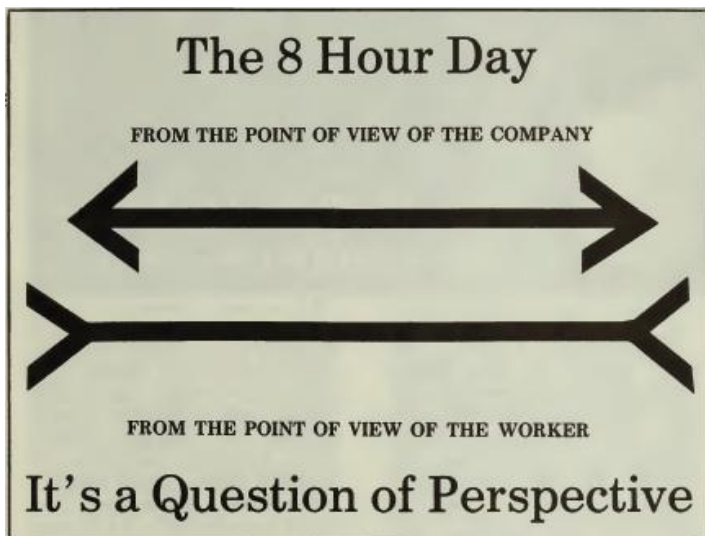 The 8 Hour Day
FROM THE POINT OF VIEW OF THE COMPANY
FROM THE POINT OF VIEW OF THE WORKER
It's a Question of Perspective